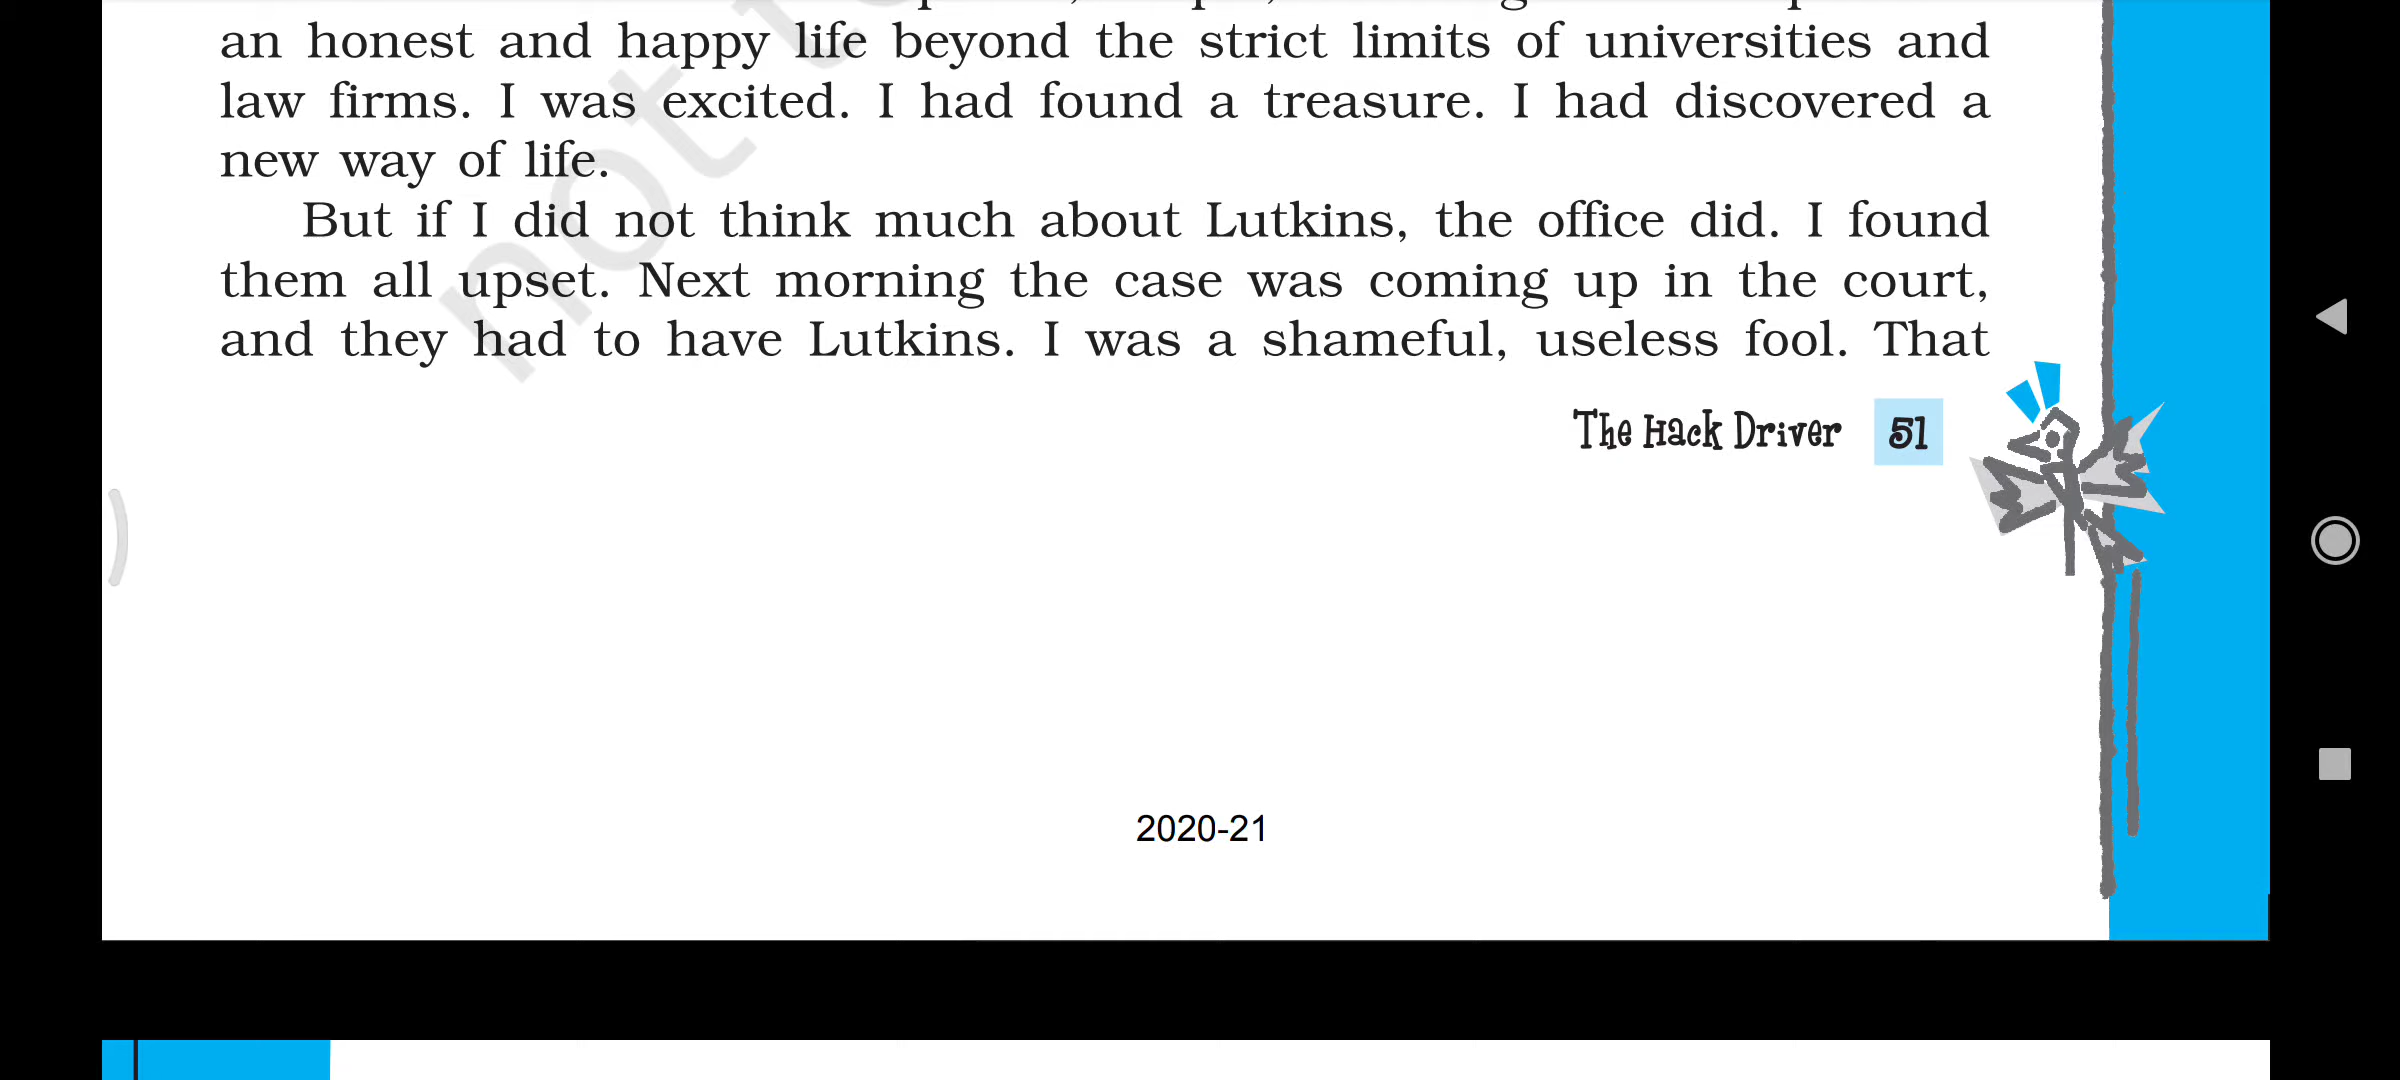 an honest and happy life beyond the strict limits of universities and
law firms. I was excited. I had found a treasure. I had discovered a
new way of life.
But if I did not think much about Lutkins, the office did. I found
them all upset. Next morning the case was coming up in the court,
and they had to have Lutkins. I was a shameful, useless fool. That
The Hack Driver 51
2020-21
not